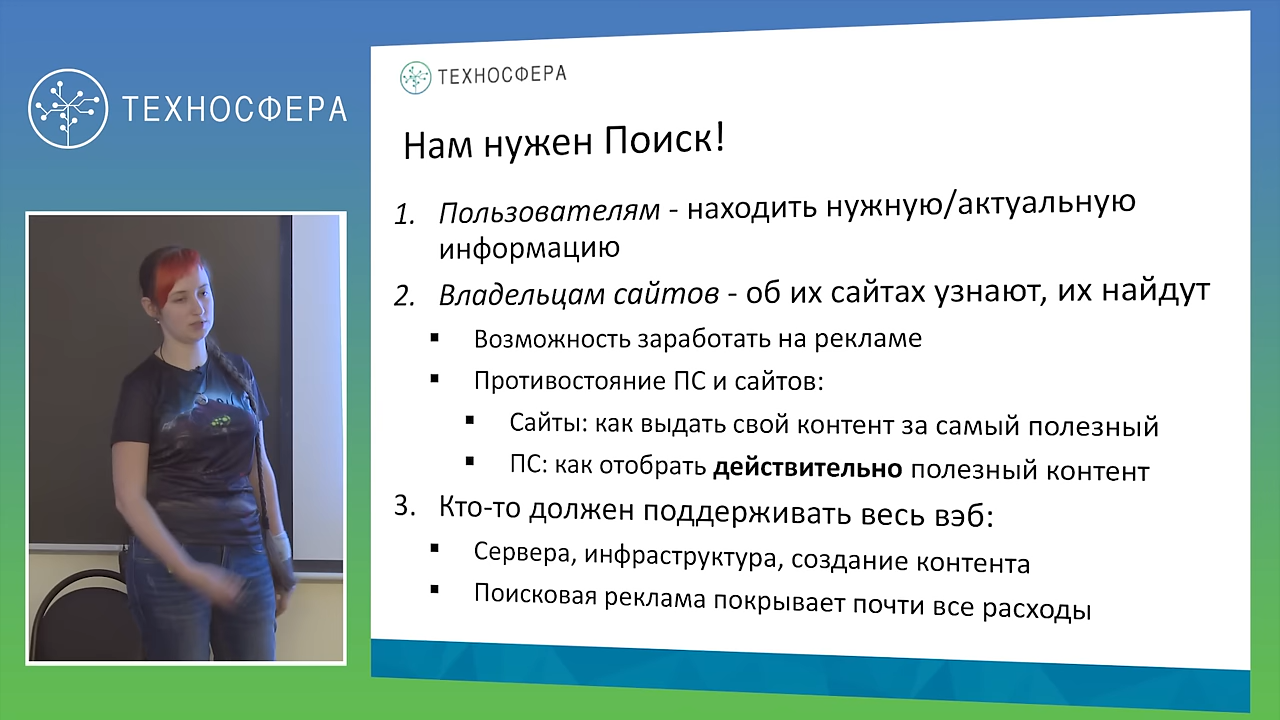 ТЕХНОСФЕРА
ТЕХНОСФЕРА
Нам нужен Поиск!
1. Пользователям - находить нужную/актуальную
информацию
2. Владельцам сайтов - об их сайтах узнают, их найдут
▪ Возможность заработать на рекламе
▪ Противостояние ПС и сайтов:
▪ Сайты: как выдать свой контент за самый полезный
▪ ПС: как отобрать действительно полезный контент
3. Кто-то должен поддерживать весь вэб:
▪ Сервера, инфраструктура, создание контента
▪ Поисковая реклама покрывает почти все расходы